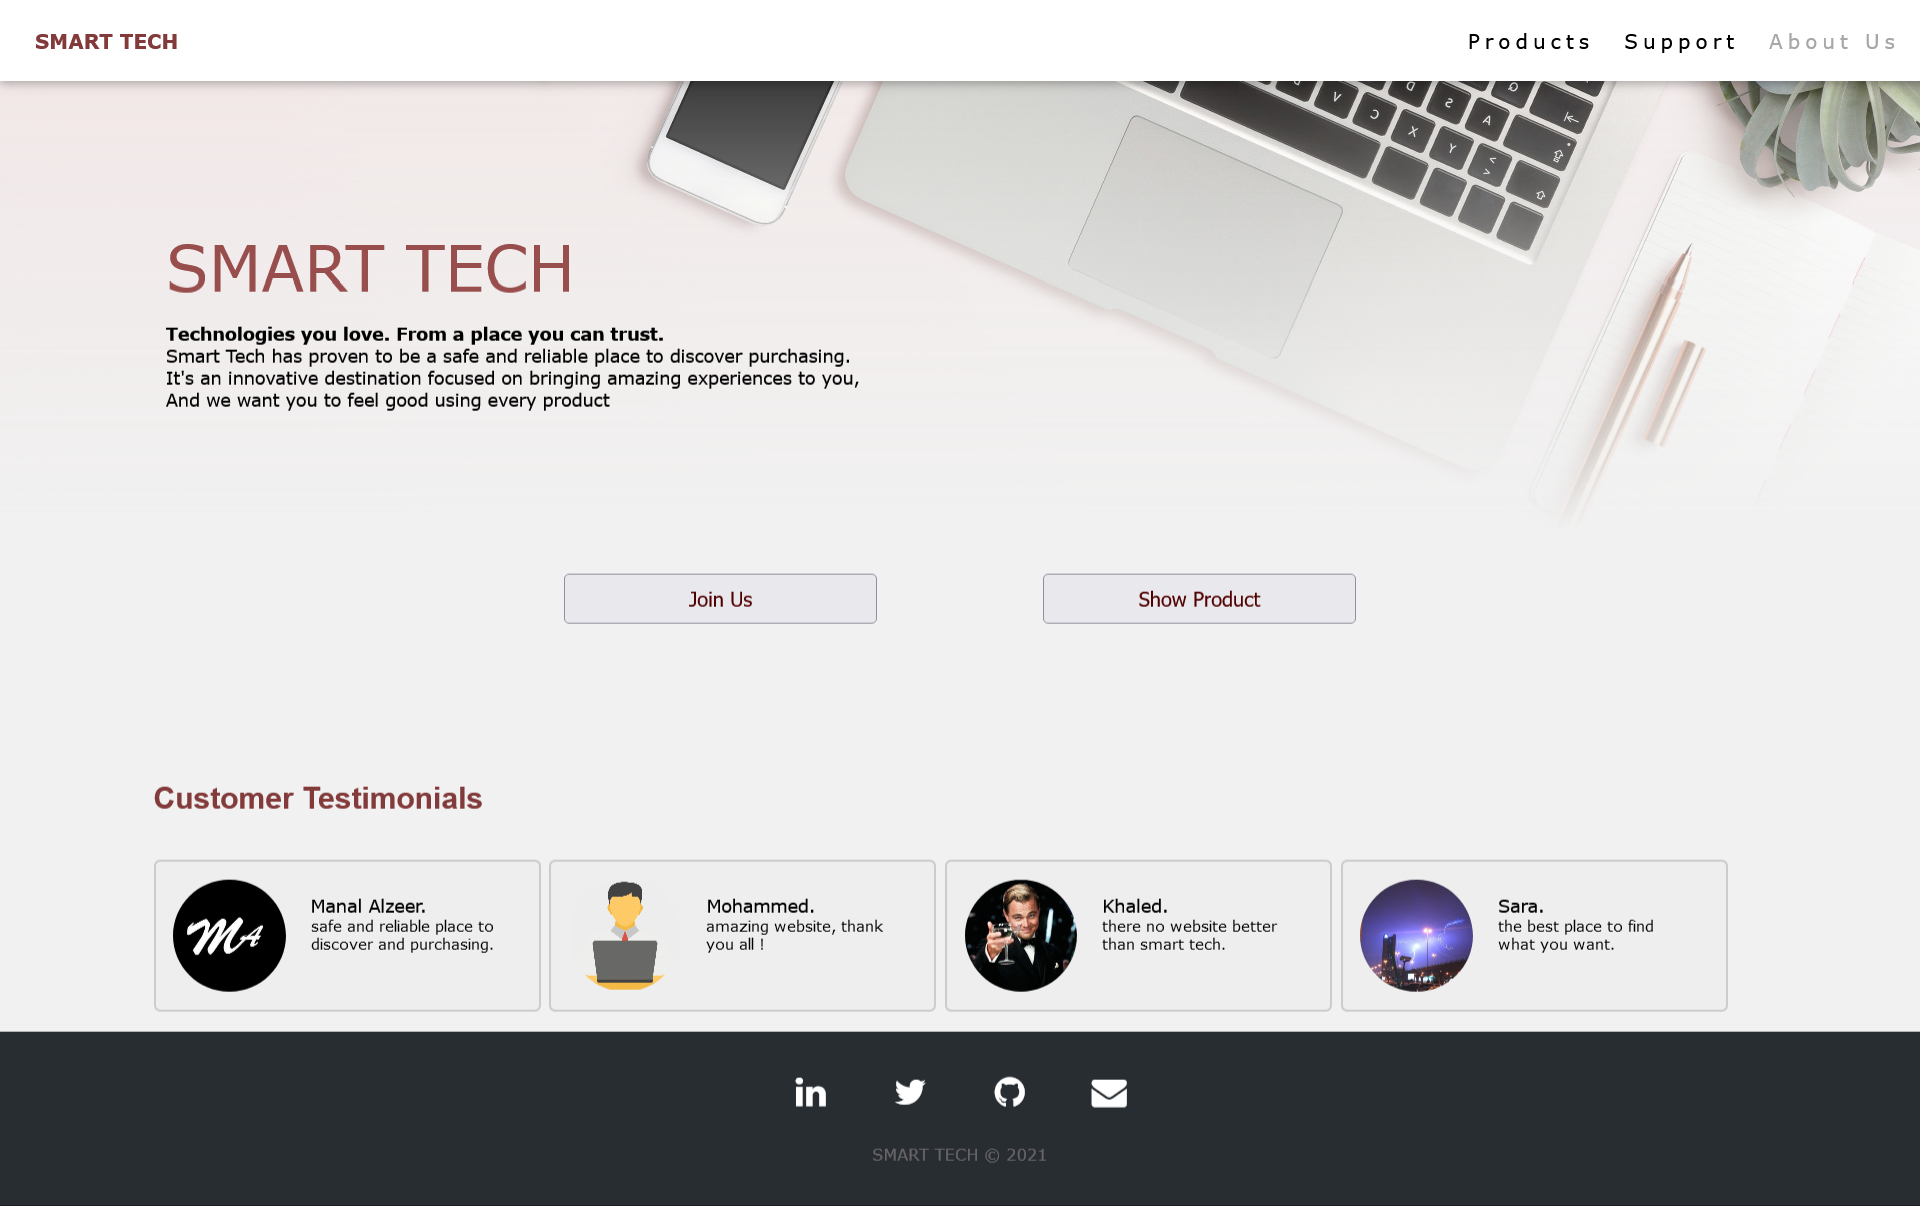 SMART TECH
Products Support About Us
SMART TECH
Technologies you love. From a place you can trust.
Smart Tech has proven to be a safe and reliable place to discover purchasing.
It's an innovative destination focused on bringing amazing experiences to you,
And we want you to feel good using every product
Join Us
Show Product
Customer Testimonials
MA
Manal Alzeer.
safe and reliable place to
discover and purchasing.
Mohammed.
amazing website, thank
you all !
Khaled.
there no website better
than smart tech.
Sara.
the best place to find
what you want.
in
SMART TECH © 2021